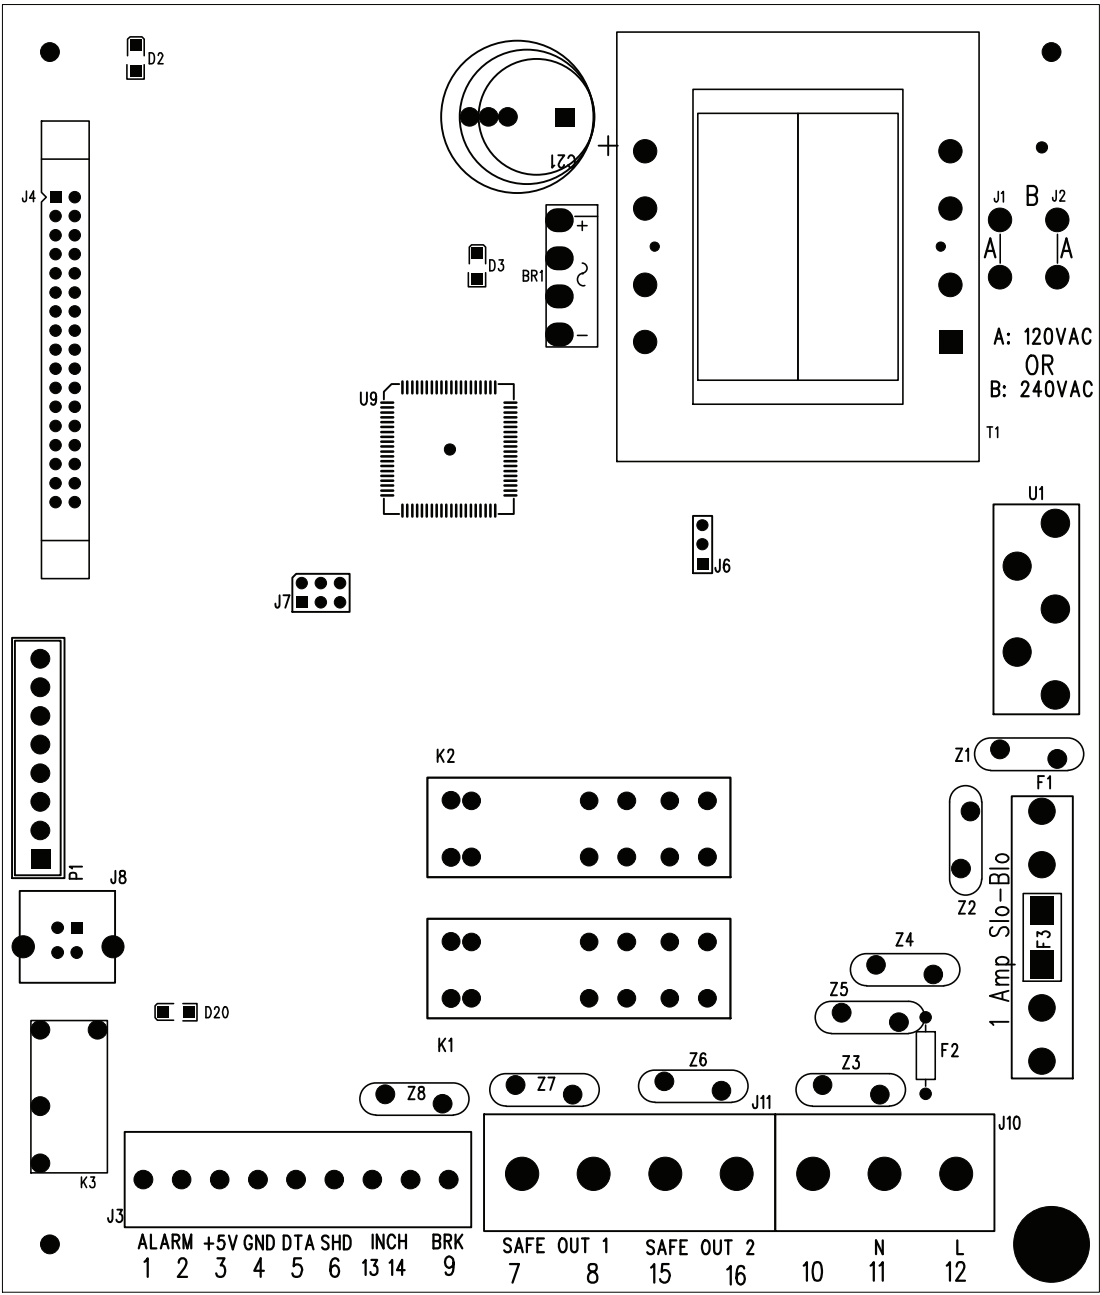 D2
C21
+
J4
J1
B
J2
A
A
+
D3
BR1
−
A: 120VAC
OR
B: 240VAC
U9
T1
U1
J6
J7
K2
Z1
F1
P1
J8
Z2
1 Amp Slo-Blo
F3
Z4
Z5
D20
K1
F2
Z6
Z3
Z7
Z8
J11
J10
K3
J3
ALARM +5V GND DTA SHD INCH BRK
SAFE OUT 1 SAFE OUT 2 N L
1 2 3 4 5 6 13 14 9
7 8 15 16 10 11 12